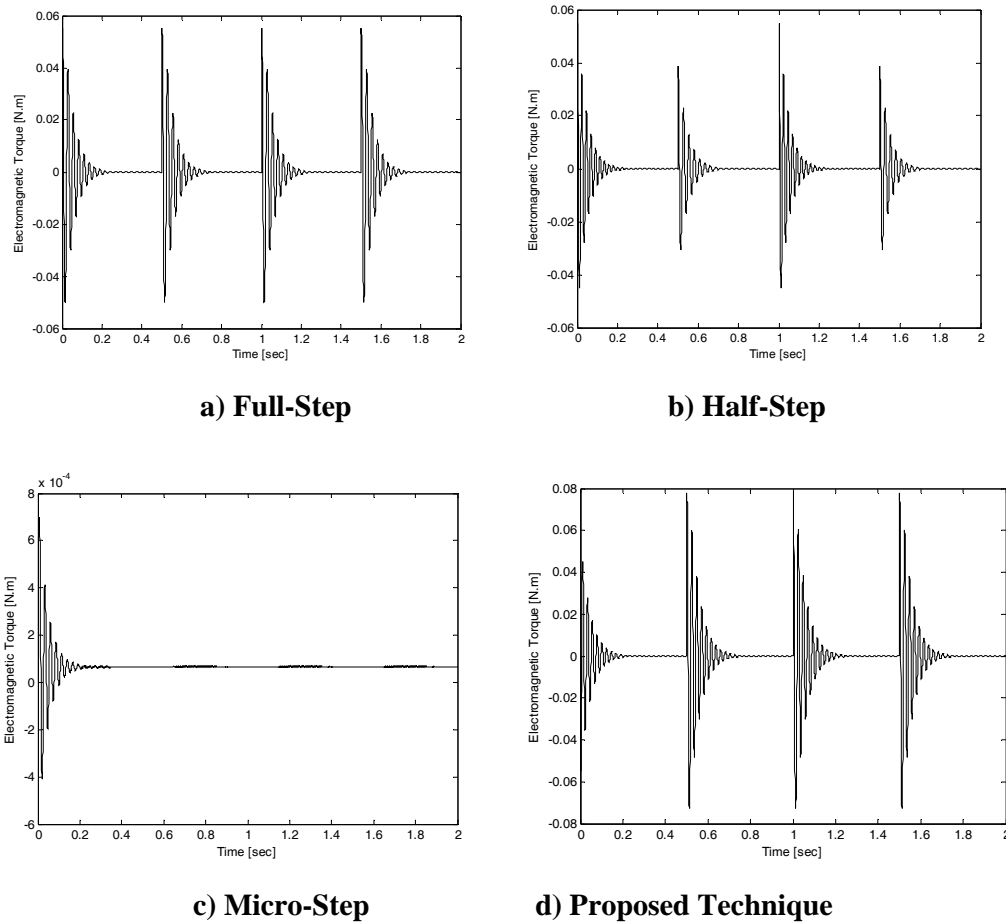 0.06
0.04
0.02
0
-0.02
-0.04
-0.06
Electromagnetic Torque [N.m]
0 0.2 0.4 0.6 0.8 1 1.2 1.4 1.6 1.8 2
Time [sec]
a) Full-Step
0.06
0.04
0.02
0
-0.02
-0.04
-0.06
Electromagnetic Torque [N.m]
0 0.2 0.4 0.6 0.8 1 1.2 1.4 1.6 1.8 2
Time [sec]
b) Half-Step
x 10-4
8
6
4
2
0
-2
-4
-6
Electromagnetic Torque [N.m]
0 0.2 0.4 0.6 0.8 1 1.2 1.4 1.6 1.8 2
Time [sec]
c) Micro-Step
0.08
0.06
0.04
0.02
0
-0.02
-0.04
-0.06
-0.08
Electromagnetic Torque [N.m]
0 0.2 0.4 0.6 0.8 1 1.2 1.4 1.6 1.8 2
Time [sec]
d) Proposed Technique